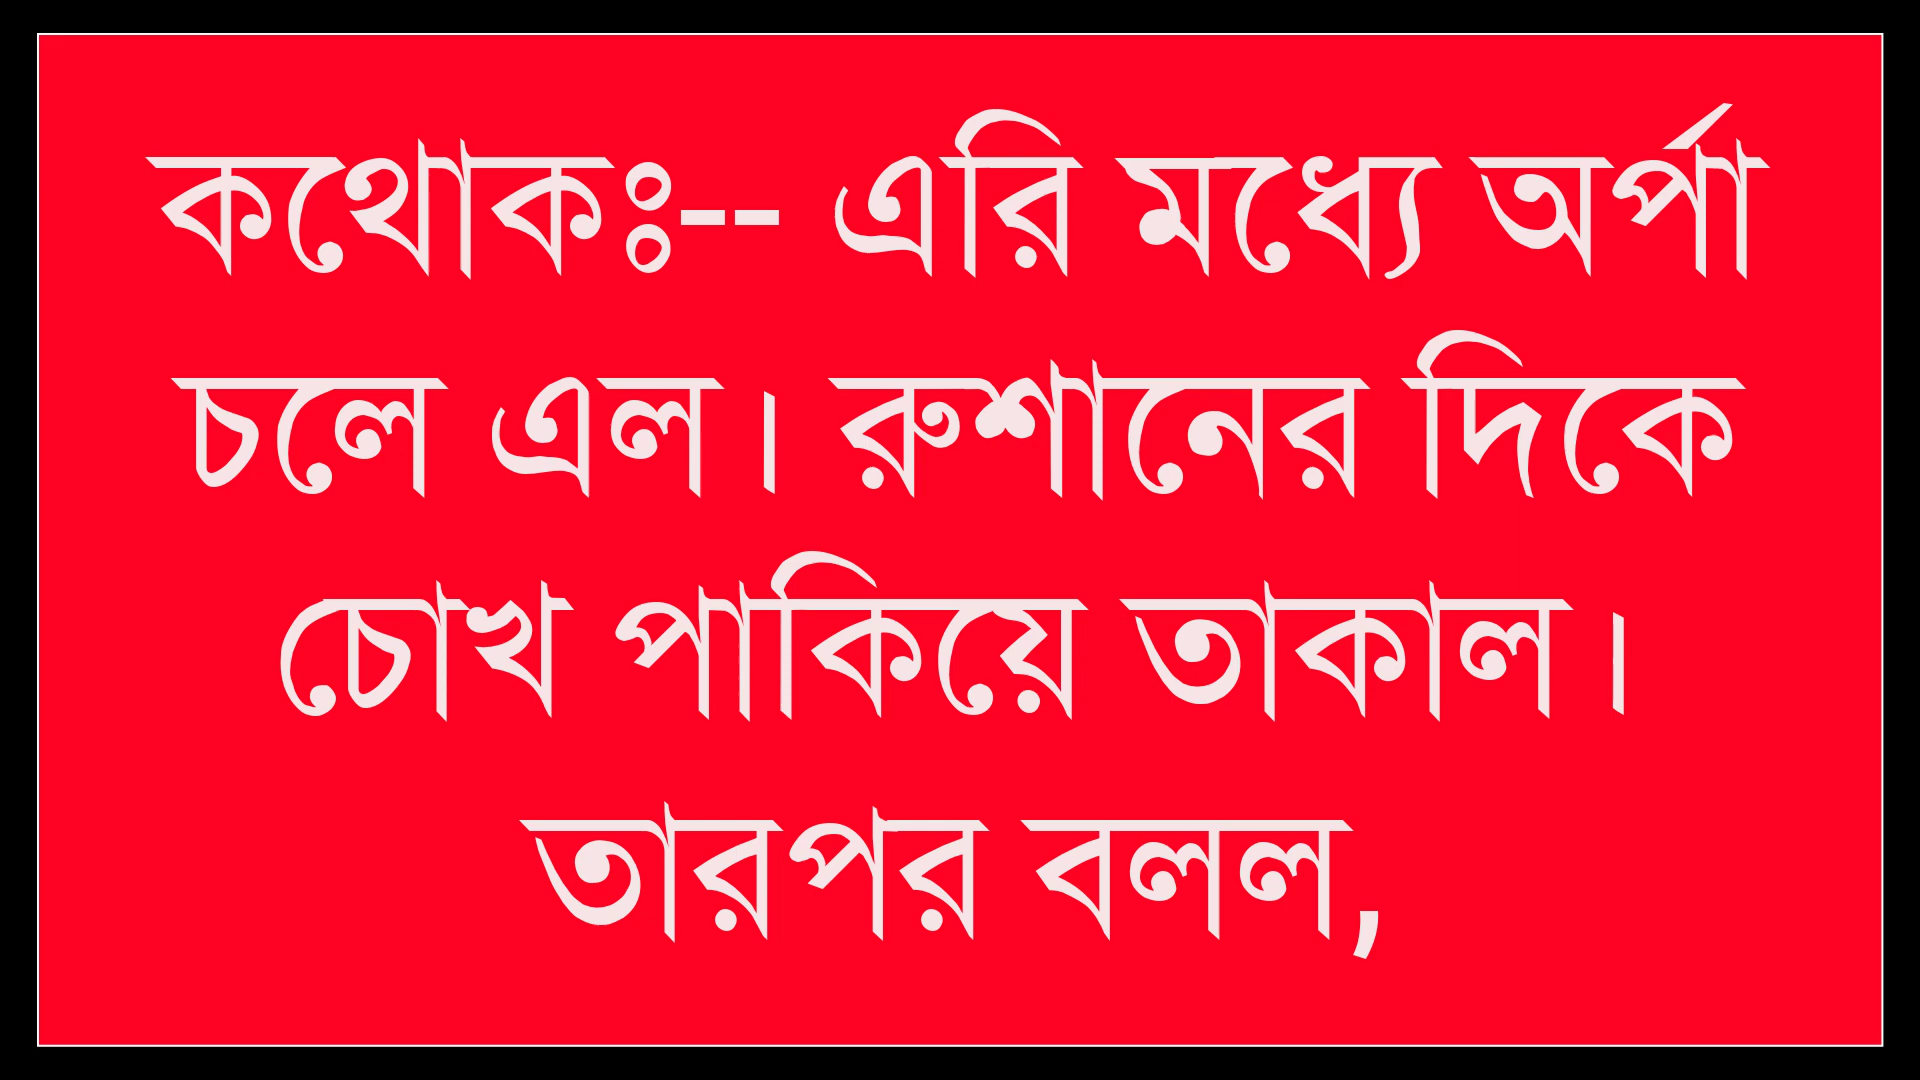 কথোকঃ-- এরি মধ্যে অর্পা
চলে এল। রুশানের দিকে
চোখ পাকিয়ে তাকাল।
তারপর বলল,